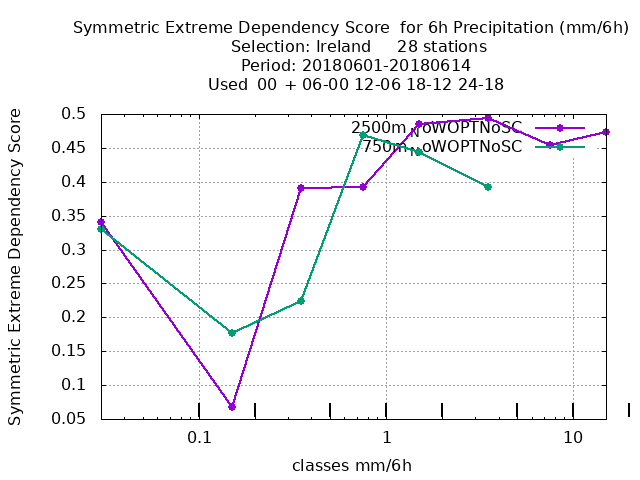 Symmetric Extreme Dependency Score for 6h Precipitation (mm/6h)
Selection: Ireland 28 stations
Period: 20180601-20180614
Used 00 + 06-00 12-06 18-12 24-18
Symmetric Extreme Dependency Score
0.5
0.45
0.4
0.35
0.3
0.25
0.2
0.15
0.1
0.05
2500m_NoWOPTNoSC
750m_NoWOPTNoSC
0.1 1 10
classes mm/6h